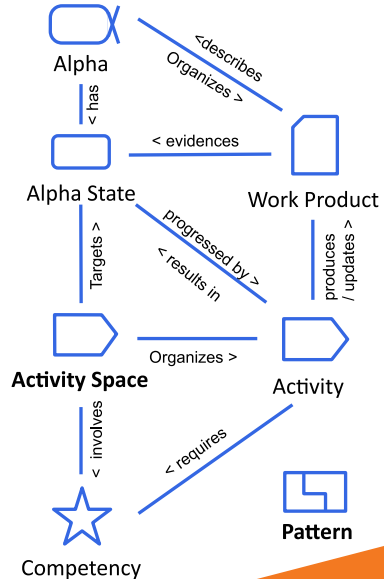 <describes
Organizes >
Alpha
< has
< evidences
Alpha State
Work Product
Targets >
progressed by >
< results in
produces
/ updates >
Organizes >
Activity Space
Activity
< involves
< requires
Pattern
Competency